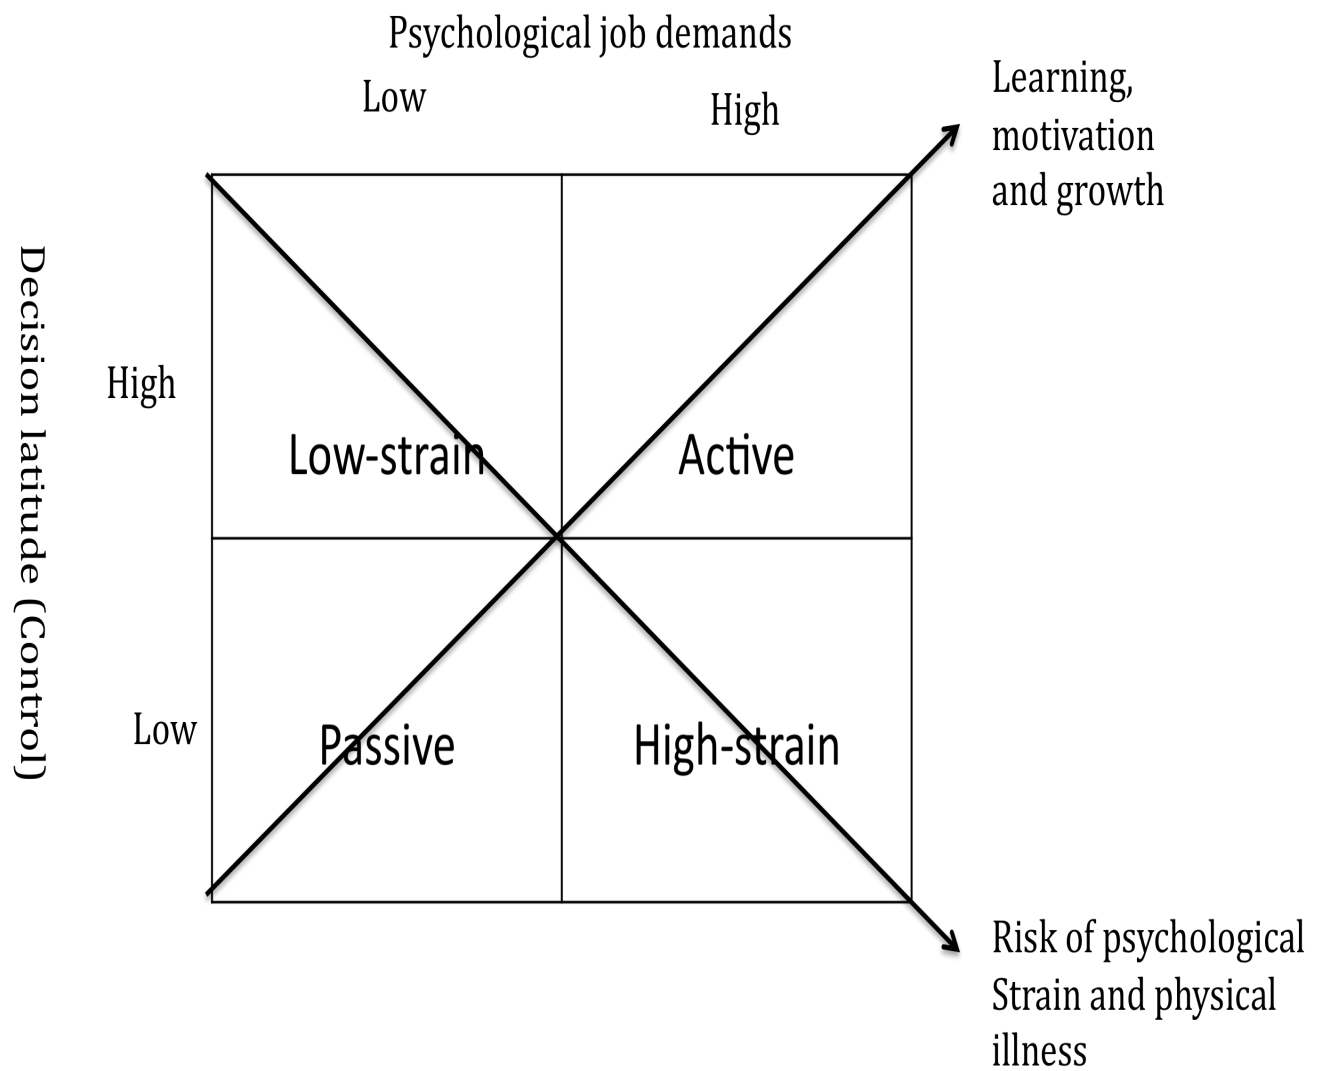 Psychological job demands
Low
High
Learning,
motivation
and growth
Decision latitude (Control)
High
Low-strain
Active
Low
Passive
High-strain
Risk of psychological
Strain and physical
illness